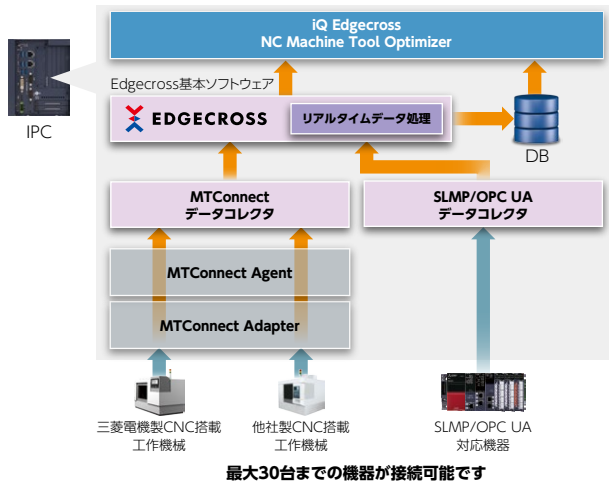 iQ Edgecross
NC Machine Tool Optimizer
Edgecross基本ソフトウェア
IPC
EDGECROSS
リアルタイムデータ処理
DB
MTConnect
データコレクタ
SLMP/OPC UA
データコレクタ
MTConnect Agent
MTConnect Adapter
三菱電機製CNC搭載
工作機械
他社製CNC搭載
工作機械
SLMP/OPC UA
対応機器
最大30台までの機器が接続可能です